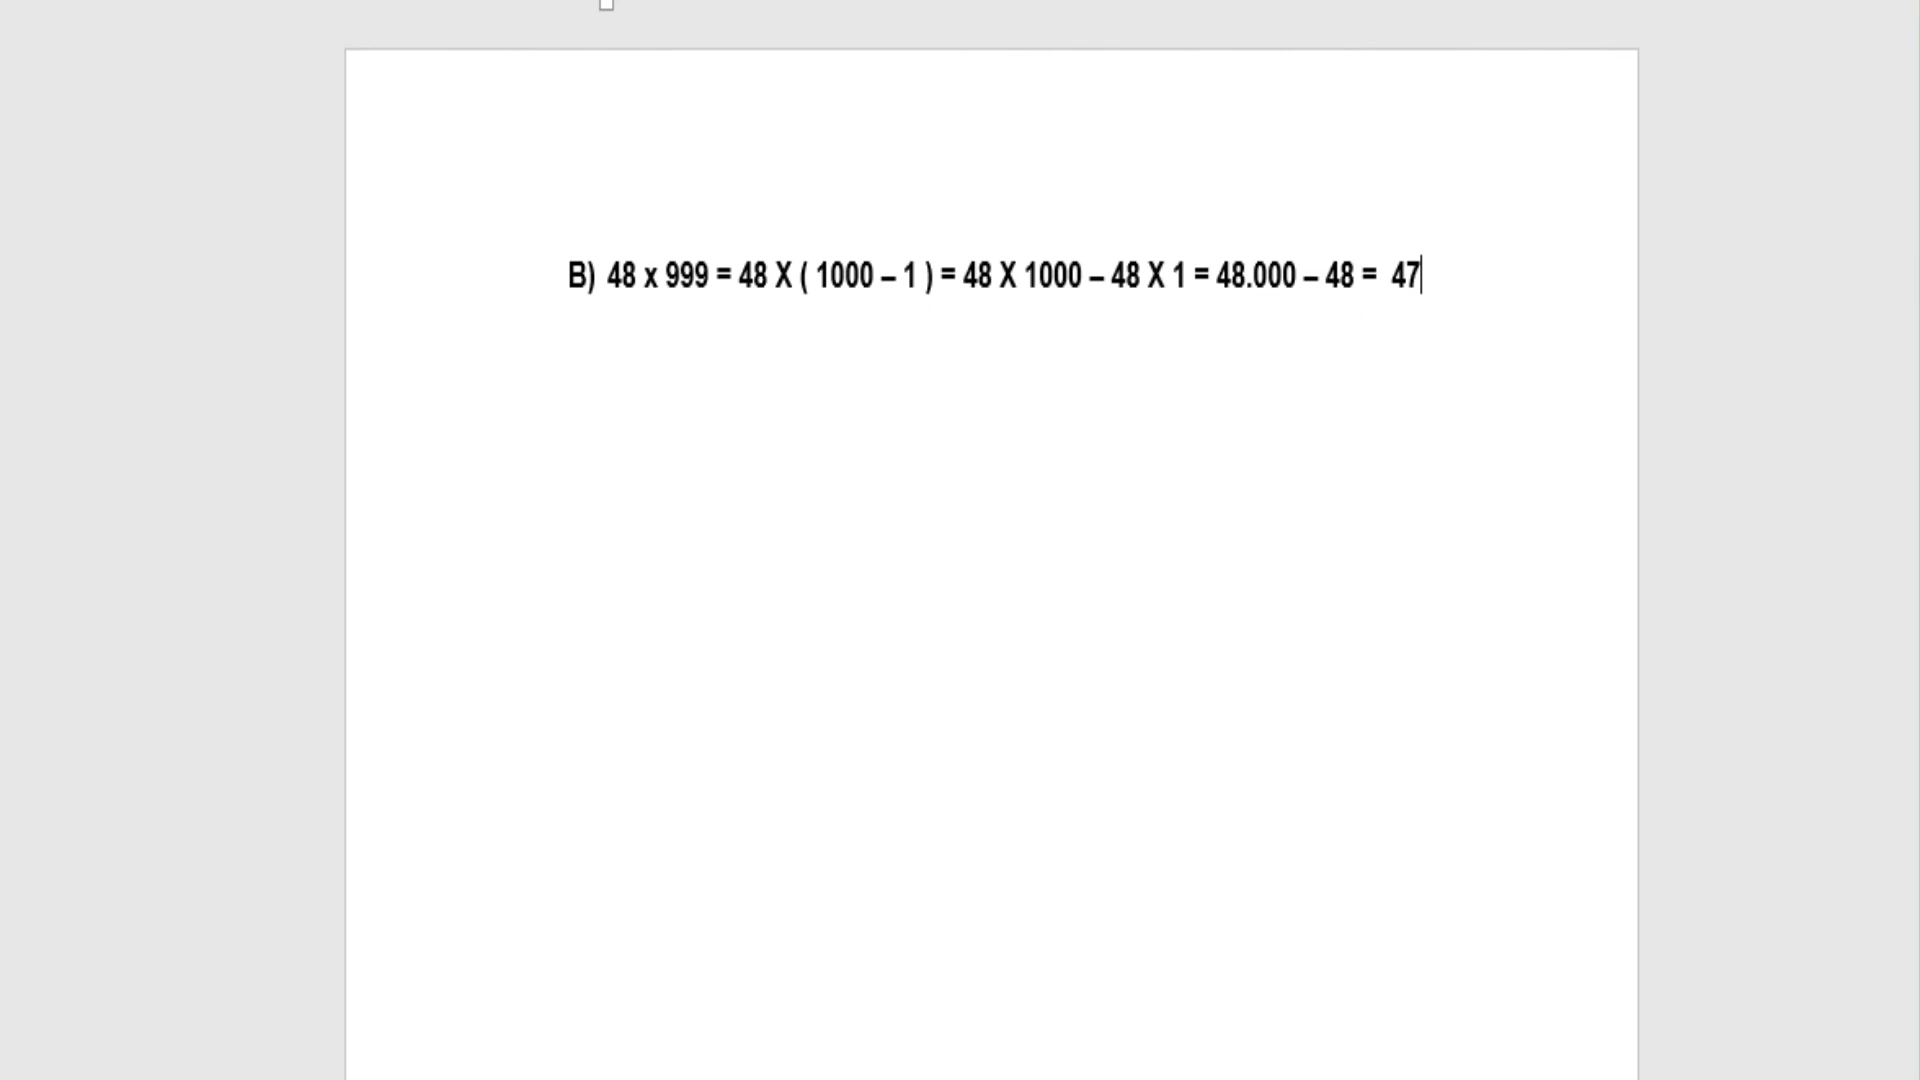 B) 48 x 999 = 48 X ( 1000 – 1 ) = 48 X 1000 – 48 X 1 = 48.000 – 48 = 47